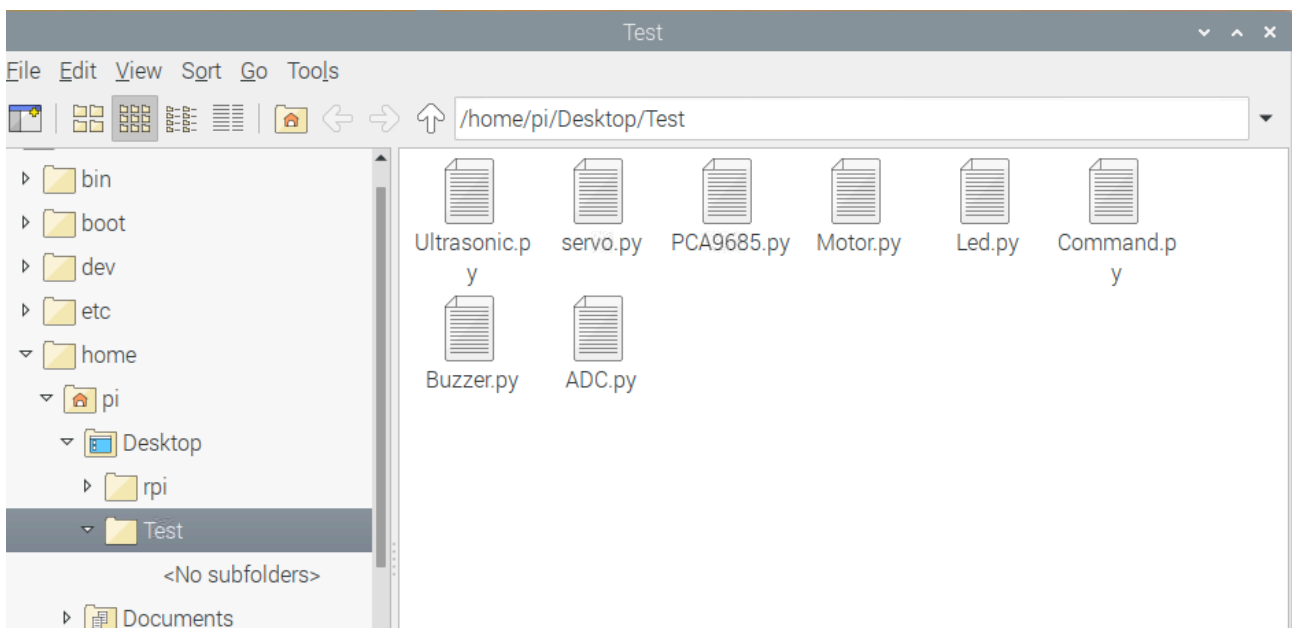 Test
File Edit View Sort Go Tools
/home/pi/Desktop/Test
bin
boot
dev
etc
home
pi
Desktop
rpi
Test
<No subfolders>
Documents
Ultrasonic.p
y
servo.py
PCA9685.py
Motor.py
Led.py
Command.p
y
Buzzer.py
ADC.py